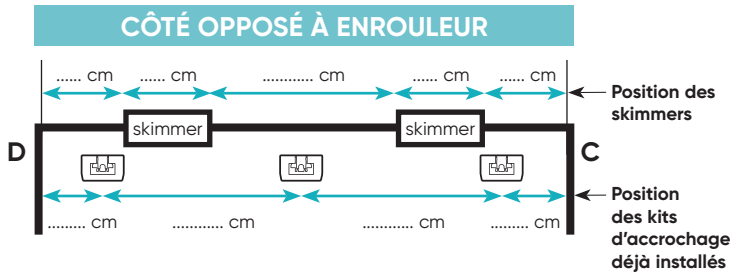 CÔTÉ OPPOSÉ À ENROULEUR
...... cm ...... cm ............ cm ...... cm ...... cm
Position des
skimmers
skimmer skimmer
D C
Position
des kits
d'accrochage
déjà installés
.......... cm ............ cm ............ cm .......... cm